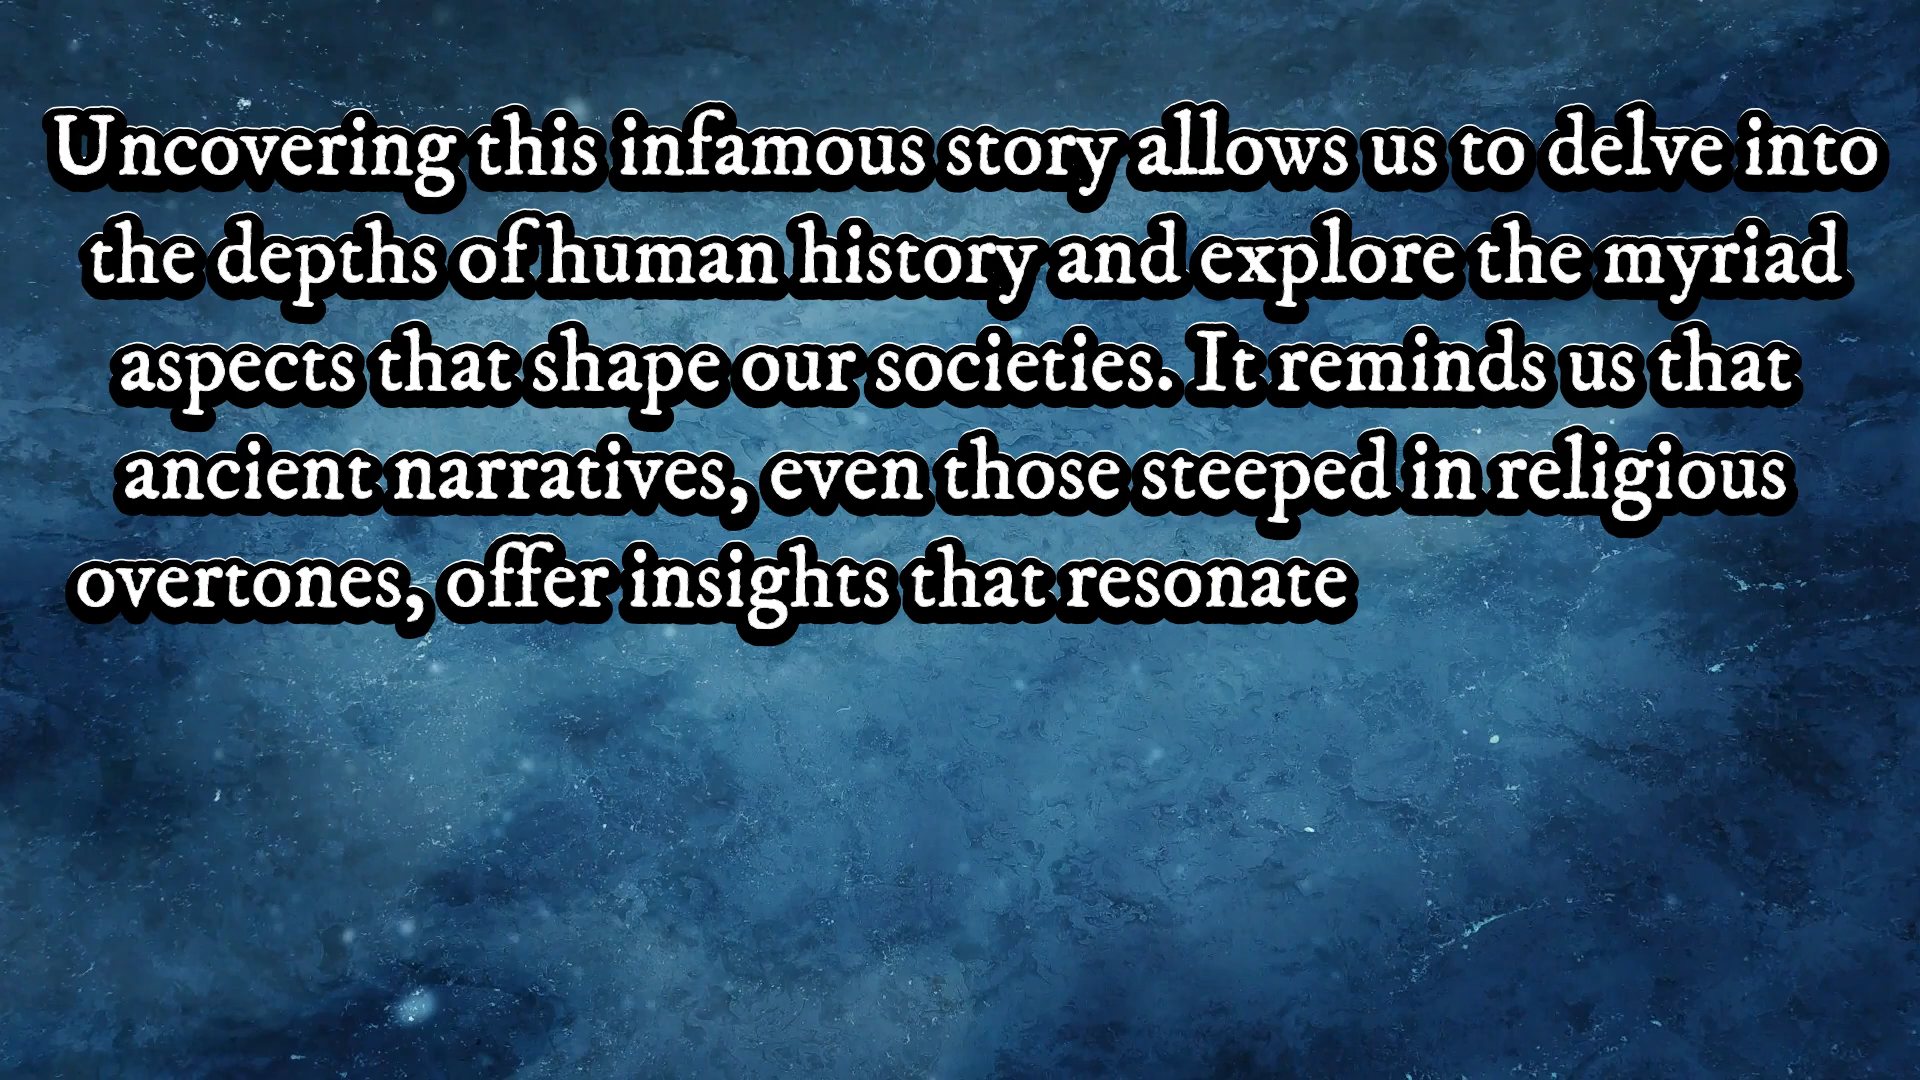 Uncovering this infamous story allows us to delve into
the depths of human history and explore the myriad
aspects that shape our societies. It reminds us that
ancient narratives, even those steeped in religious
overtones, offer insights that resonate